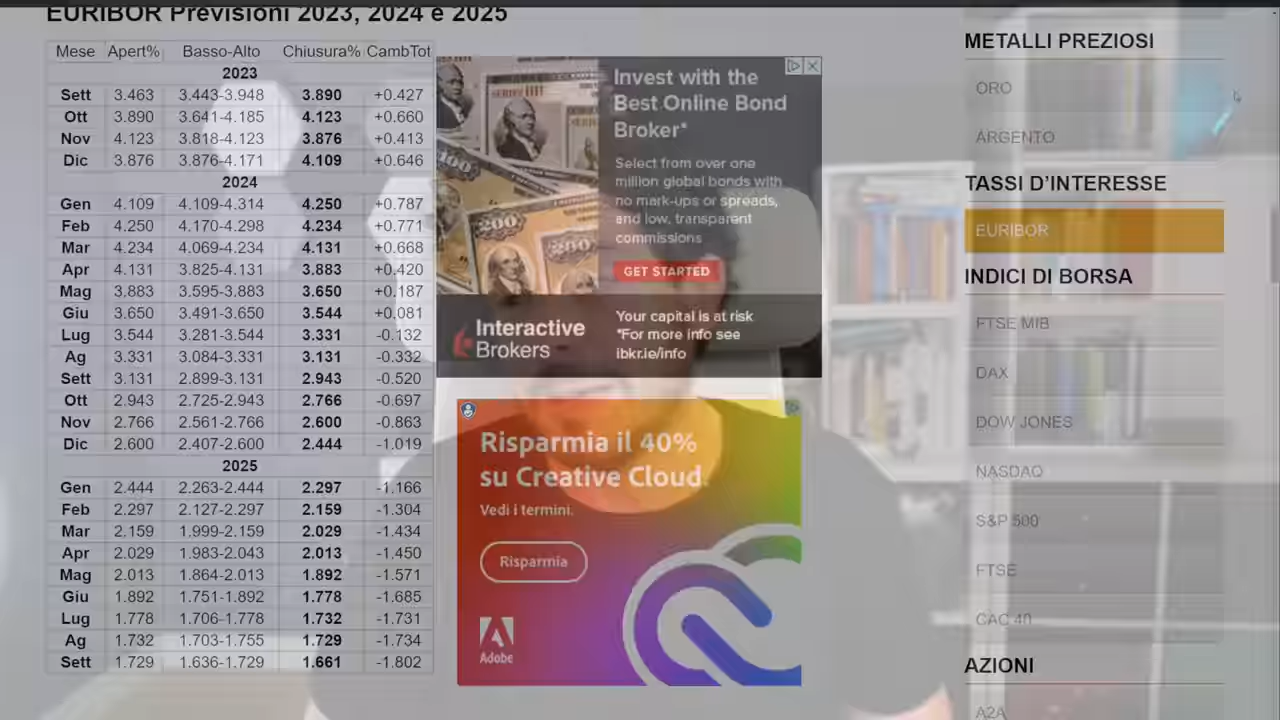 EURIBOR Previsioni 2023, 2024 e 2025
Mese Apert% Basso-Alto Chiusura% CambTot
2023
Sett 3.463 3.443-3.948 3.890 +0.427
Ott 3.890 3.641-4.185 4.123 +0.660
Nov 4.123 3.818-4.123 3.876 +0.413
Dic 3.876 3.876-4.171 4.109 +0.646
2024
Gen 4.109 4.109-4.314 4.250 +0.787
Feb 4.250 4.170-4.298 4.234 +0.771
Mar 4.234 4.069-4.234 4.131 +0.668
Apr 4.131 3.825-4.131 3.883 +0.420
Mag 3.883 3.595-3.883 3.650 +0.187
Giu 3.650 3.491-3.650 3.544 +0.081
Lug 3.544 3.281-3.544 3.331 -0.132
Ag 3.331 3.084-3.331 3.131 -0.332
Sett 3.131 2.899-3.131 2.943 -0.520
Ott 2.943 2.725-2.943 2.766 -0.697
Nov 2.766 2.561-2.766 2.600 -0.863
Dic 2.600 2.407-2.600 2.444 -1.019
2025
Gen 2.444 2.263-2.444 2.297 -1.166
Feb 2.297 2.127-2.297 2.159 -1.304
Mar 2.159 1.999-2.159 2.029 -1.434
Apr 2.029 1.983-2.043 2.013 -1.450
Mag 2.013 1.864-2.013 1.892 -1.571
Giu 1.892 1.751-1.892 1.778 -1.685
Lug 1.778 1.706-1.778 1.732 -1.731
Ag 1.732 1.703-1.755 1.729 -1.734
Sett 1.729 1.636-1.729 1.661 -1.802
Invest with the
Best Online Bond
Broker*
Select from over one
million global bonds with
no mark-ups or spreads,
and low, transparent
commissions
GET STARTED
Interactive
Brokers
Your capital is at risk
*For more info see
ibkr.ie/info
Risparmia il 40%
su Creative Cloud.
Vedi i termini.
Risparmia
Adobe
METALLI PREZIOSI
ORO
ARGENTO
TASSI D'INTERESSE
EURIBOR
INDICI DI BORSA
FTSE MIB
DAX
DOW JONES
NASDAQ
S&P 500
FTSE
CAC 40
AZIONI
A2A